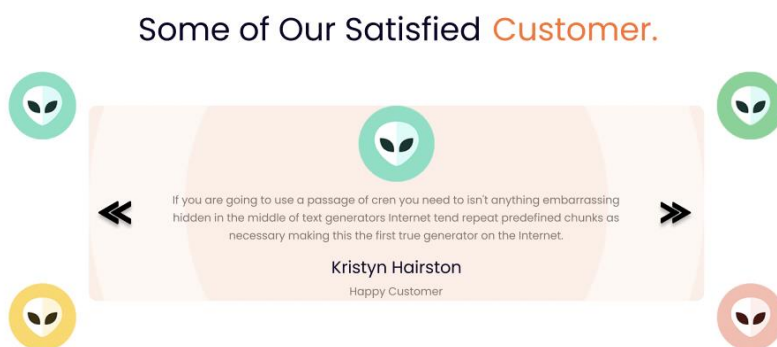 Some of Our Satisfied Customer.
If you are going to use a passage of cren you need to isn't anything embarrassing
hidden in the middle of text generators Internet tend repeat predefined chunks as
necessary making this the first true generator on the Internet.
Kristyn Hairston
Happy Customer